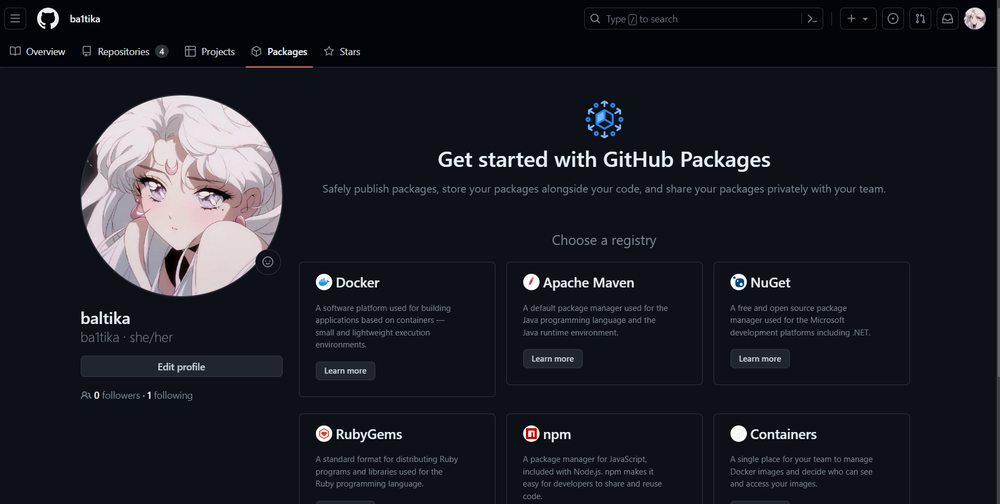 ba1tika
Type / to search
Overview
Repositories 4
Projects
Packages
Stars
baltika
ba1tika · she/her
Edit profile
0 followers · 1 following
Get started with GitHub Packages
Safely publish packages, store your packages alongside your code, and share your packages privately with your team.
Choose a registry
Docker
A software platform used for building
applications based on containers —
small and lightweight execution
environments.
Learn more
Apache Maven
A default package manager used for the
Java programming language and the
Java runtime environment.
Learn more
NuGet
A free and open source package
manager used for the Microsoft
development platforms including .NET.
Learn more
RubyGems
A standard format for distributing Ruby
programs and libraries used for the
Ruby programming language.
npm
A package manager for JavaScript,
included with Node.js. npm makes it
easy for developers to share and reuse
code.
Containers
A single place for your team to manage
Docker images and decide who can see
and access your images.